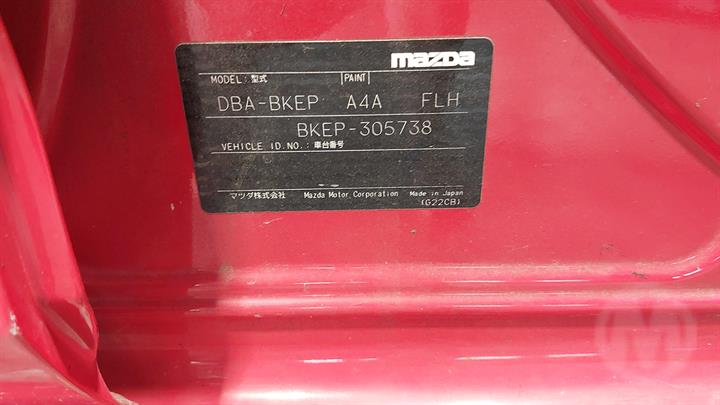 mazda
MODEL: 型式 PAINT
DBA-BKEP A4A FLH
BKEP-305738
VEHICLE ID.NO.: 車台番号
マツダ株式会社 Mazda Motor Corporation Made in Japan
(G22CB)
M